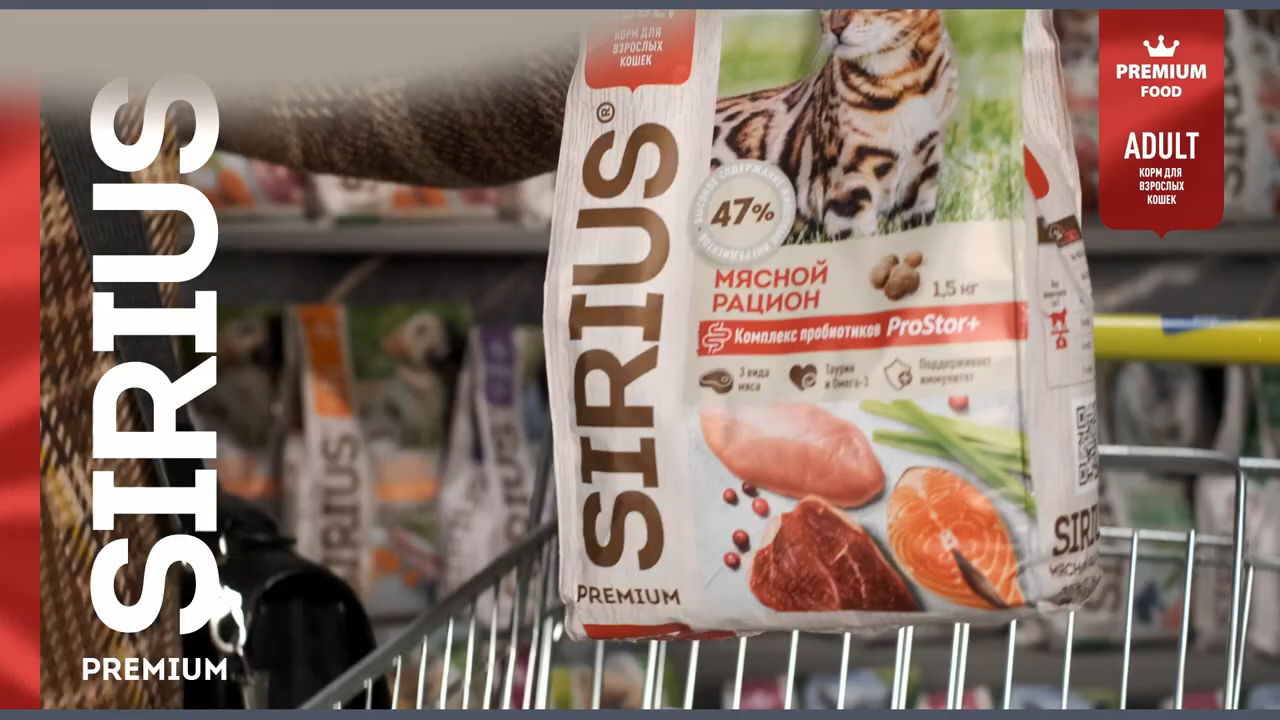 SIRIUS
PREMIUM
КОРМ ДЛЯ
ВЗРОСЛЫХ
КОШЕК
SIRIUS®
PREMIUM
47%
МЯСНОЙ
РАЦИОН
1,5 кг
Комплекс пробиотиков ProStor+
3 вида
мяса
Таурин
и Омега-3
Поддерживает
иммунитет
PREMIUM
FOOD
ADULT
КОРМ ДЛЯ
ВЗРОСЛЫХ
КОШЕК
SIRIUS
SIRI